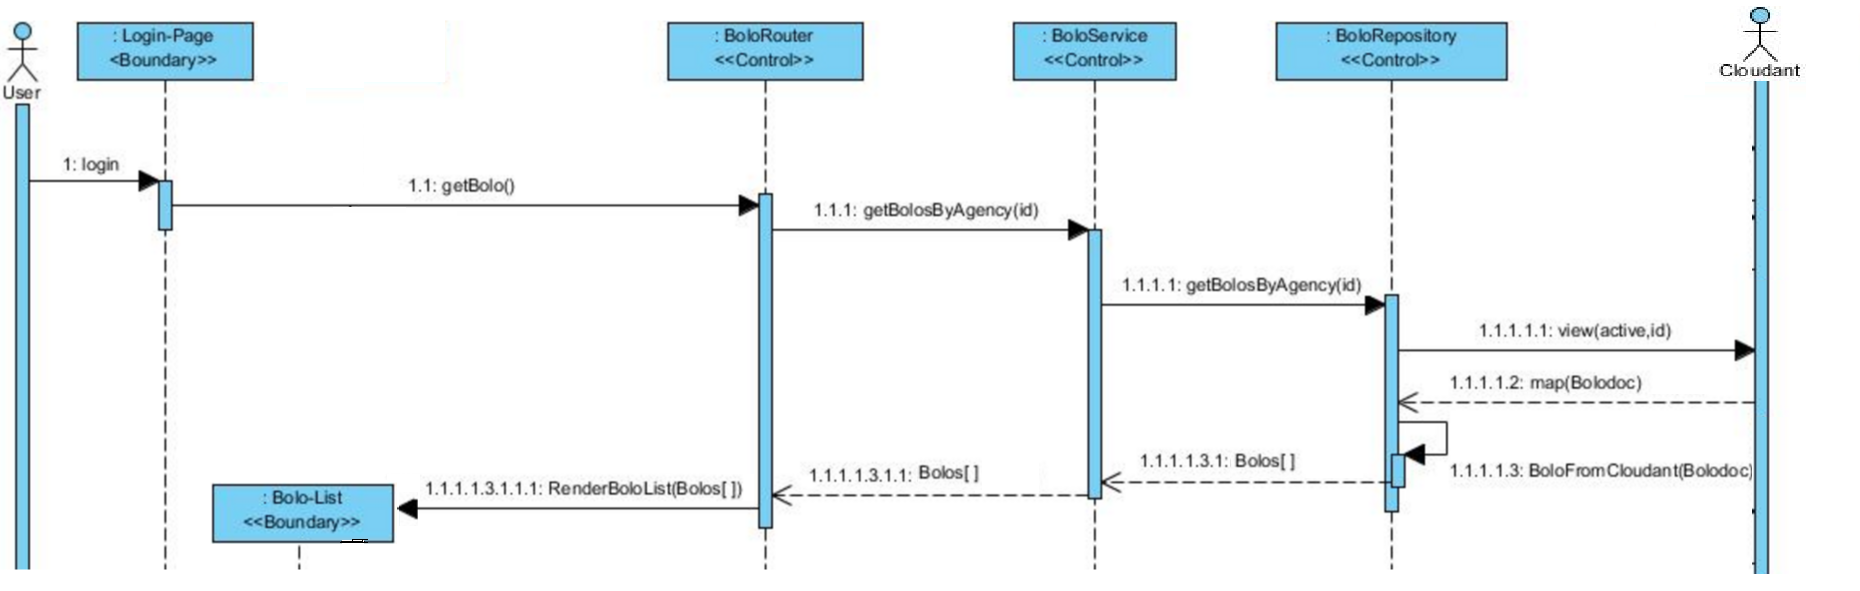 : Login-Page
<Boundary>>
: BoloRouter
<<Control>>
: BoloService
<<Control>>
: BoloRepository
<<Control>>
Cloudant
User
1: login
1.1: getBolo()
1.1.1: getBolosByAgency(id)
1.1.1.1: getBolosByAgency(id)
1.1.1.1.1: view(active,id)
1.1.1.1.2: map(Bolodoc)
1.1.1.1.3: BoloFromCloudant(Bolodoc)
1.1.1.1.3.1: Bolos[ ]
1.1.1.1.3.1.1: Bolos[ ]
1.1.1.1.3.1.1.1: RenderBoloList(Bolos[ ])
: Bolo-List
<<Boundary>>